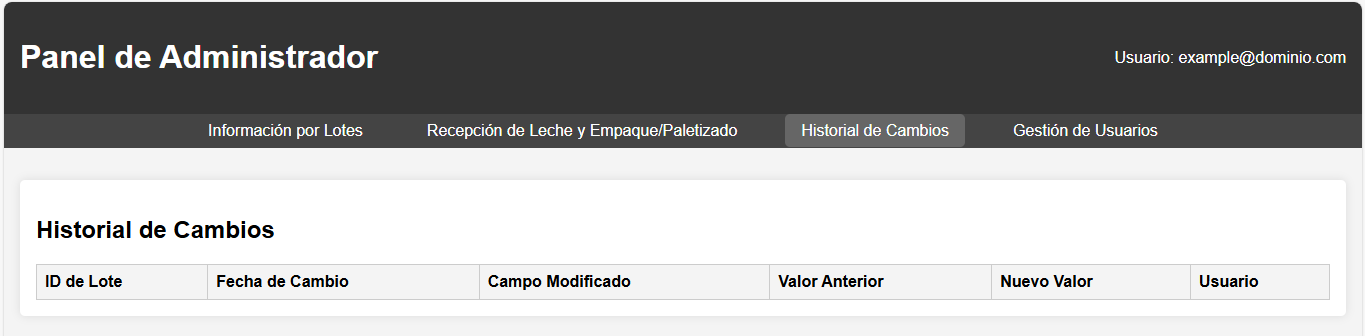 Panel de Administrador
Usuario: example@dominio.com
Información por Lotes
Recepción de Leche y Empaque/Paletizado
Historial de Cambios
Gestión de Usuarios
Historial de Cambios
ID de Lote
Fecha de Cambio
Campo Modificado
Valor Anterior
Nuevo Valor
Usuario